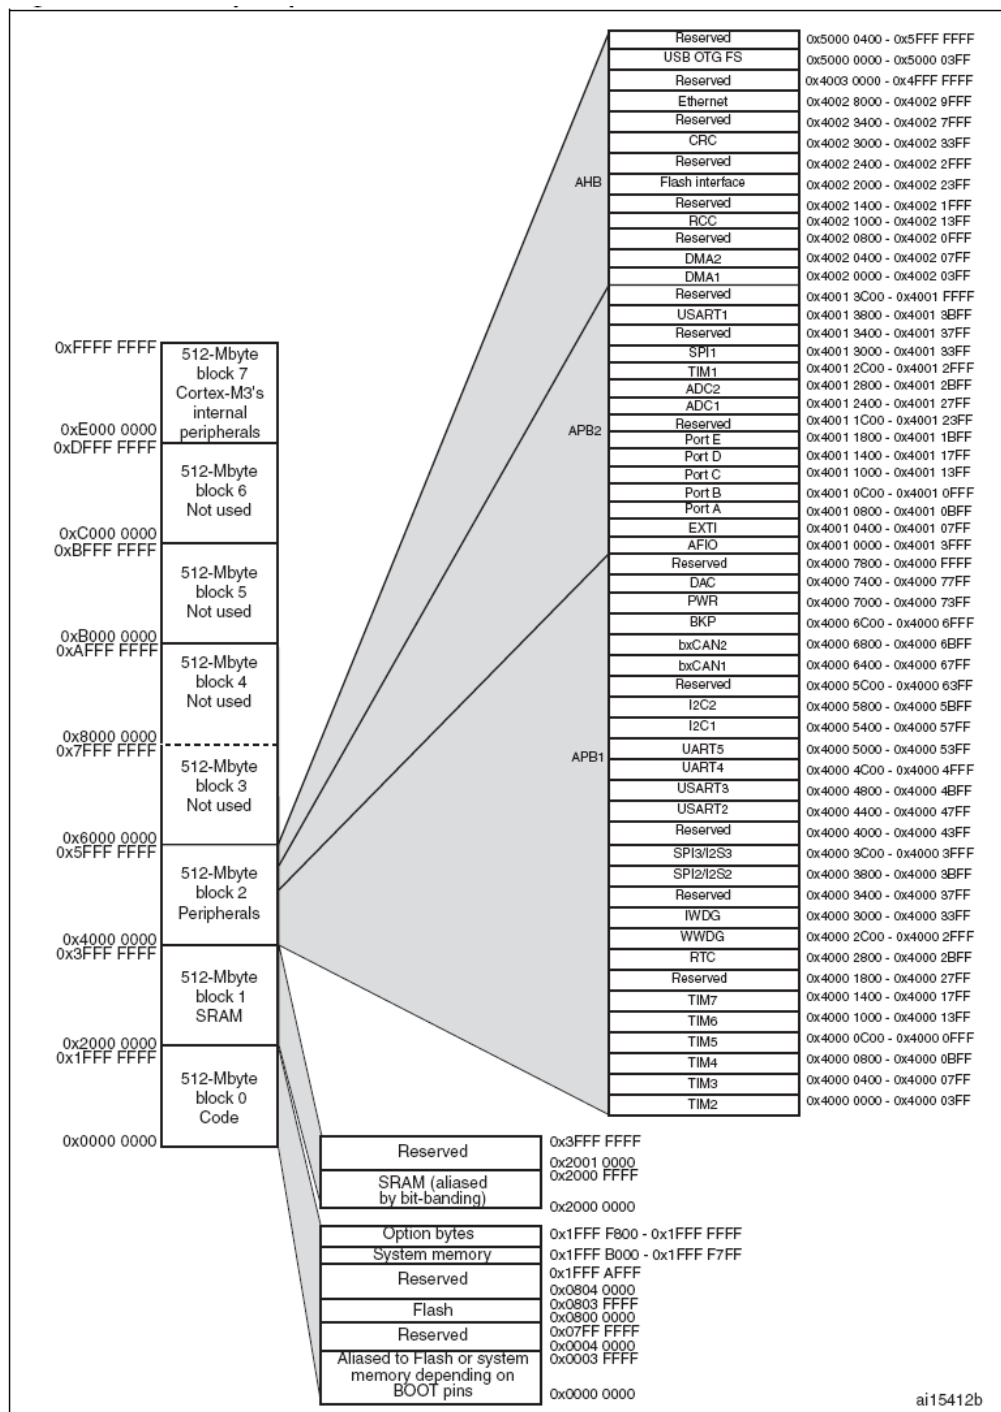 Reserved 0x5000 0400 - 0x5FFF FFFF
USB OTG FS 0x5000 0000 - 0x5000 03FF
Reserved 0x4003 0000 - 0x4FFF FFFF
Ethernet 0x4002 8000 - 0x4002 9FFF
Reserved 0x4002 3400 - 0x4002 7FFF
CRC 0x4002 3000 - 0x4002 33FF
Reserved 0x4002 2400 - 0x4002 2FFF
AHB
Flash interface 0x4002 2000 - 0x4002 23FF
Reserved 0x4002 1400 - 0x4002 1FFF
RCC 0x4002 1000 - 0x4002 13FF
Reserved 0x4002 0800 - 0x4002 0FFF
DMA2 0x4002 0400 - 0x4002 07FF
DMA1 0x4002 0000 - 0x4002 03FF
Reserved 0x4001 3C00 - 0x4001 FFFF
USART1 0x4001 3800 - 0x4001 3BFF
Reserved 0x4001 3400 - 0x4001 37FF
SPI1 0x4001 3000 - 0x4001 33FF
TIM1 0x4001 2C00 - 0x4001 2FFF
ADC2 0x4001 2800 - 0x4001 2BFF
ADC1 0x4001 2400 - 0x4001 27FF
Reserved 0x4001 1C00 - 0x4001 23FF
APB2
Port E 0x4001 1800 - 0x4001 1BFF
Port D 0x4001 1400 - 0x4001 17FF
Port C 0x4001 1000 - 0x4001 13FF
Port B 0x4001 0C00 - 0x4001 0FFF
Port A 0x4001 0800 - 0x4001 0BFF
EXTI 0x4001 0400 - 0x4001 07FF
AFIO 0x4001 0000 - 0x4001 3FFF
Reserved 0x4000 7800 - 0x4000 FFFF
DAC 0x4000 7400 - 0x4000 77FF
PWR 0x4000 7000 - 0x4000 73FF
BKP 0x4000 6C00 - 0x4000 6FFF
bxCAN2 0x4000 6800 - 0x4000 6BFF
bxCAN1 0x4000 6400 - 0x4000 67FF
Reserved 0x4000 5C00 - 0x4000 63FF
I2C2 0x4000 5800 - 0x4000 5BFF
I2C1 0x4000 5400 - 0x4000 57FF
APB1
UART5 0x4000 5000 - 0x4000 53FF
UART4 0x4000 4C00 - 0x4000 4FFF
USART3 0x4000 4800 - 0x4000 4BFF
USART2 0x4000 4400 - 0x4000 47FF
Reserved 0x4000 4000 - 0x4000 43FF
SPI3/I2S3 0x4000 3C00 - 0x4000 3FFF
SPI2/I2S2 0x4000 3800 - 0x4000 3BFF
Reserved 0x4000 3400 - 0x4000 37FF
IWDG 0x4000 3000 - 0x4000 33FF
WWDG 0x4000 2C00 - 0x4000 2FFF
RTC 0x4000 2800 - 0x4000 2BFF
Reserved 0x4000 1800 - 0x4000 27FF
TIM7 0x4000 1400 - 0x4000 17FF
TIM6 0x4000 1000 - 0x4000 13FF
TIM5 0x4000 0C00 - 0x4000 0FFF
TIM4 0x4000 0800 - 0x4000 0BFF
TIM3 0x4000 0400 - 0x4000 07FF
TIM2 0x4000 0000 - 0x4000 03FF
0xFFFF FFFF
512-Mbyte
block 7
Cortex-M3's
internal
peripherals
0xE000 0000
0xDFFF FFFF
512-Mbyte
block 6
Not used
0xC000 0000
0xBFFF FFFF
512-Mbyte
block 5
Not used
0xB000 0000
0xAFFF FFFF
512-Mbyte
block 4
Not used
0x8000 0000
0x7FFF FFFF
512-Mbyte
block 3
Not used
0x6000 0000
0x5FFF FFFF
512-Mbyte
block 2
Peripherals
0x4000 0000
0x3FFF FFFF
512-Mbyte
block 1
SRAM
0x2000 0000
0x1FFF FFFF
512-Mbyte
block 0
Code
0x0000 0000
0x3FFF FFFF
Reserved
0x2001 0000
0x2000 FFFF
SRAM (aliased
by bit-banding)
0x2000 0000
Option bytes 0x1FFF F800 - 0x1FFF FFFF
System memory 0x1FFF B000 - 0x1FFF F7FF
0x1FFF AFFF
Reserved
0x0804 0000
0x0803 FFFF
Flash
0x0800 0000
0x07FF FFFF
Reserved
0x0004 0000
0x0003 FFFF
Aliased to Flash or system
memory depending on
BOOT pins
0x0000 0000
ai15412b